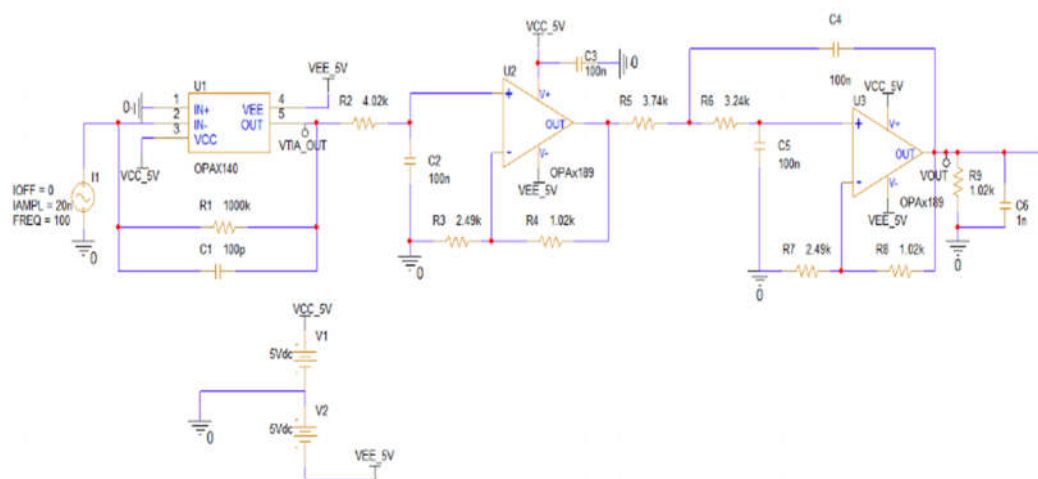 C4
100n
VCC_5V
C3
100n
0
U1
VEE_5V
0
1 IN+ VEE 4
2 IN- OUT 5
3 VCC
VTIA_OUT
OPAX140
VCC_5V
I1
IOFF = 0
IAMPL = 20n
FREQ = 100
0
R1 1000k
C1 100p
R2 4.02k
C2
100n
U2
V+
OUT
V-
OPAx189
VEE_5V
R3 2.49k
R4 1.02k
0
R5 3.74k
R6 3.24k
C5
100n
VCC_5V
U3
V+
OUT
V-
OPAx189
VEE_5V
VOUT
R9
1.02k
C6
1n
0
R7 2.49k
R8 1.02k
0
VCC_5V
V1
5Vdc
V2
5Vdc
0
VEE_5V